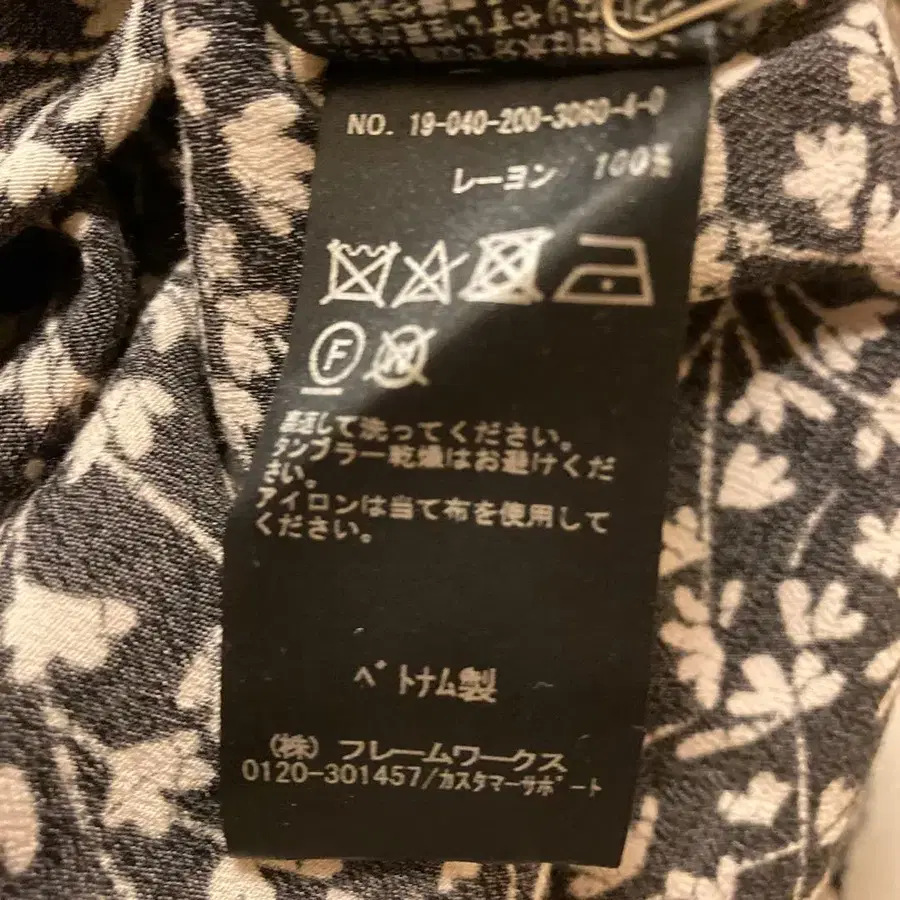 NO. 19-040-200-3060-4-0
レーヨン 100%
F
W
裏返して洗ってください。
タンブラー乾燥はお避けくだ
さい。
アイロンは当て布を使用して
ください。
ベトナム製
(株) フレームワークス
0120-301457/カスタマーサポート